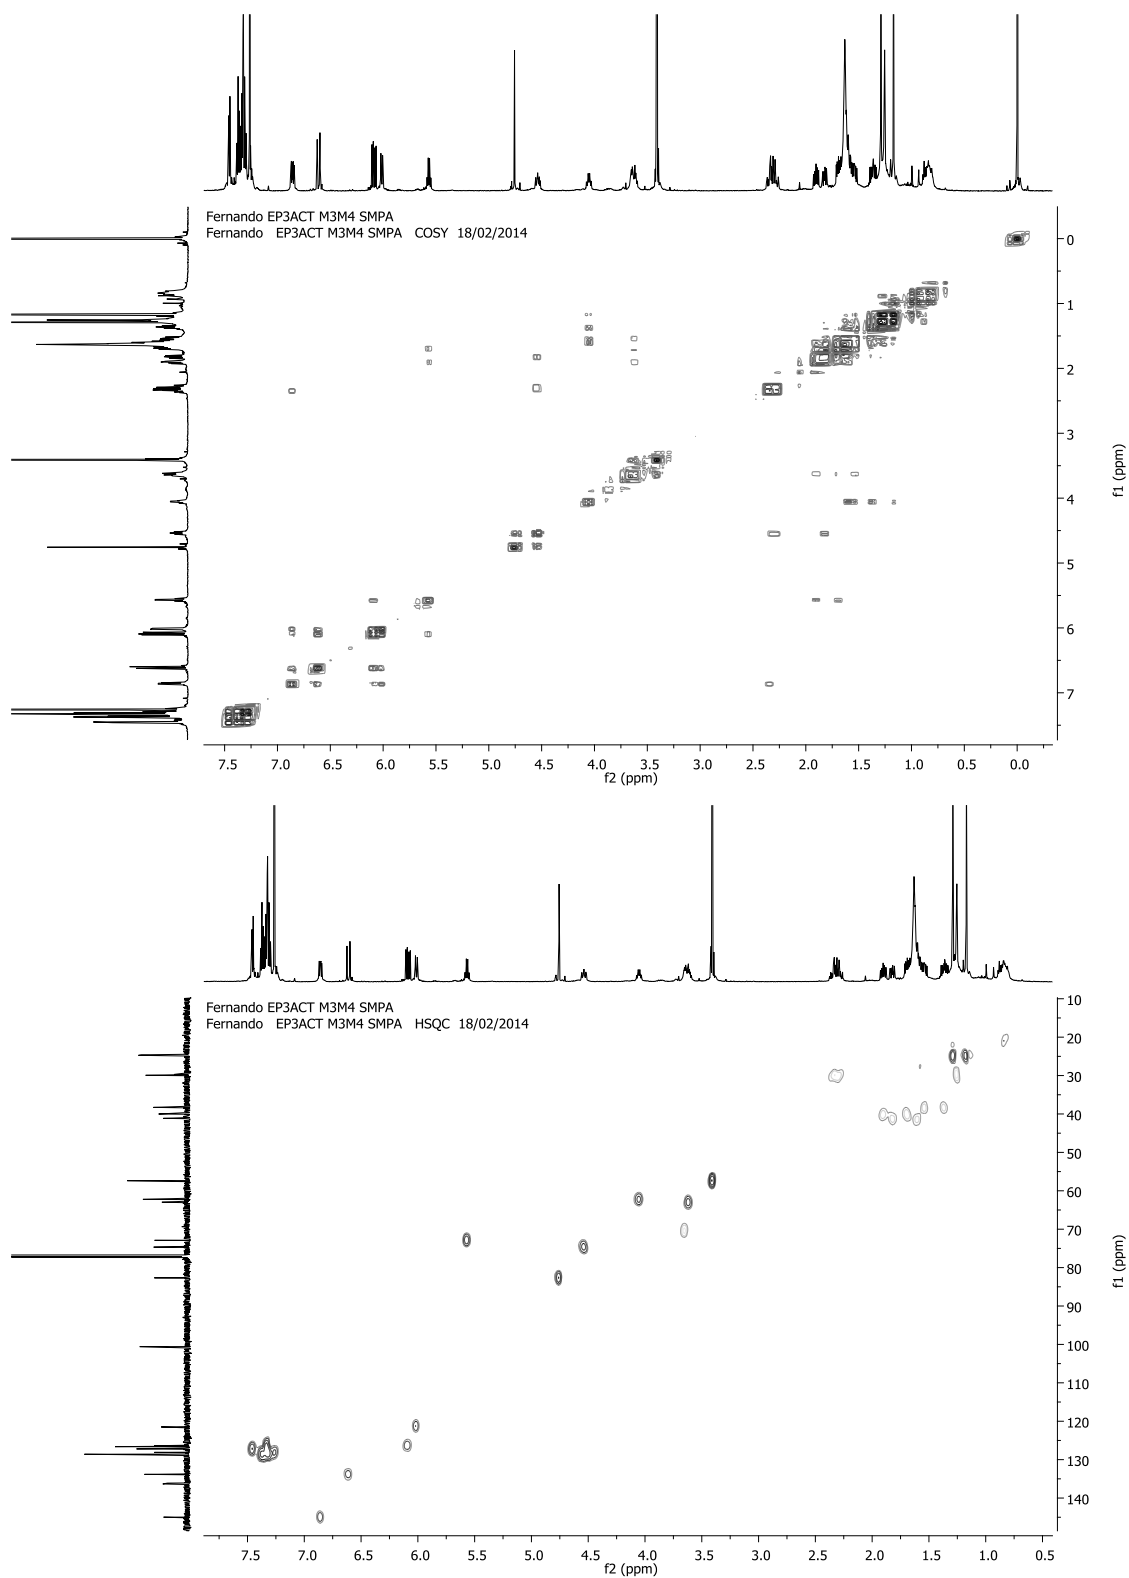 Fernando EP3ACT M3M4 SMPA
Fernando EP3ACT M3M4 SMPA COSY 18/02/2014
0
1
2
3
4
5
6
7
f1 (ppm)
7.5 7.0 6.5 6.0 5.5 5.0 4.5 4.0 3.5 3.0 2.5 2.0 1.5 1.0 0.5 0.0
f2 (ppm)
Fernando EP3ACT M3M4 SMPA
Fernando EP3ACT M3M4 SMPA HSQC 18/02/2014
10
20
30
40
50
60
70
80
90
100
110
120
130
140
f1 (ppm)
7.5 7.0 6.5 6.0 5.5 5.0 4.5 4.0 3.5 3.0 2.5 2.0 1.5 1.0 0.5
f2 (ppm)